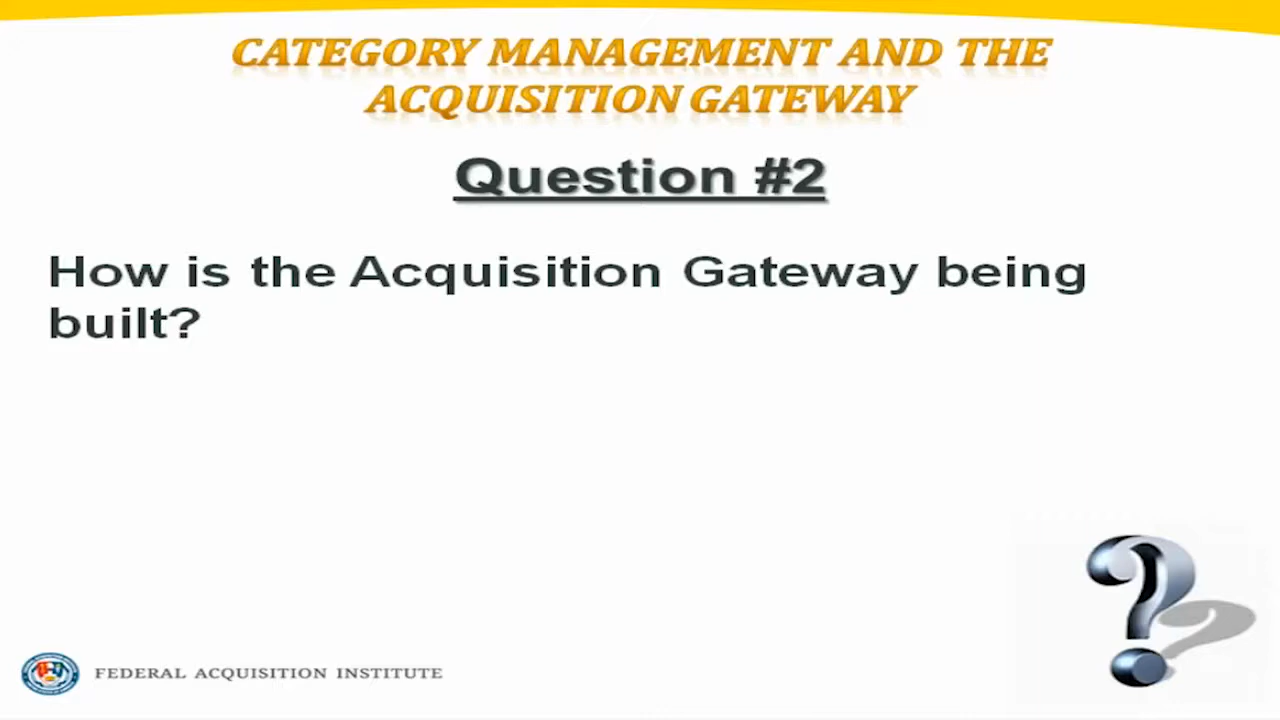 CATEGORY MANAGEMENT AND THE
ACQUISITION GATEWAY
Question #2
How is the Acquisition Gateway being
built?
FEDERAL ACQUISITION INSTITUTE